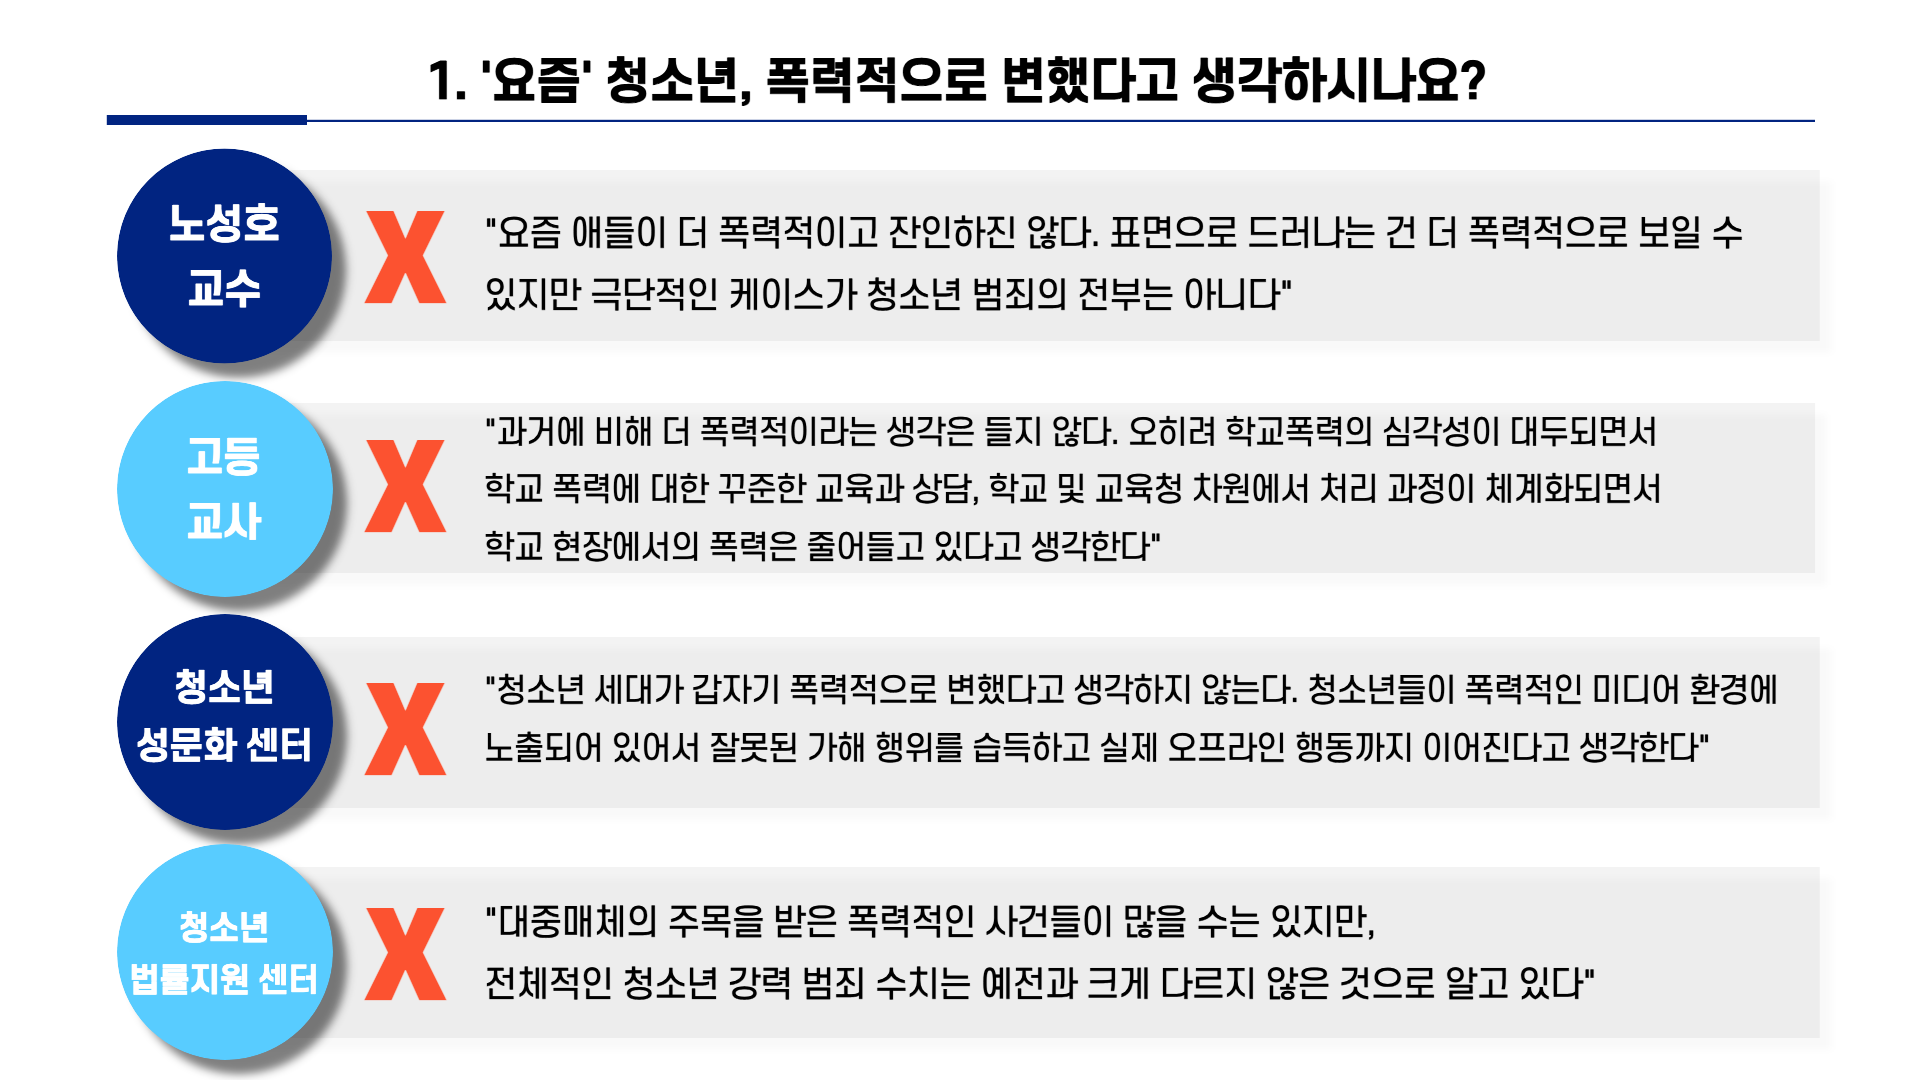 1. '요즘' 청소년, 폭력적으로 변했다고 생각하시나요?
노성호
교수
X
"요즘 애들이 더 폭력적이고 잔인하진 않다. 표면으로 드러나는 건 더 폭력적으로 보일 수
있지만 극단적인 케이스가 청소년 범죄의 전부는 아니다"
고등
교사
X
"과거에 비해 더 폭력적이라는 생각은 들지 않다. 오히려 학교폭력의 심각성이 대두되면서
학교 폭력에 대한 꾸준한 교육과 상담, 학교 및 교육청 차원에서 처리 과정이 체계화되면서
학교 현장에서의 폭력은 줄어들고 있다고 생각한다"
청소년
성문화 센터
X
"청소년 세대가 갑자기 폭력적으로 변했다고 생각하지 않는다. 청소년들이 폭력적인 미디어 환경에
노출되어 있어서 잘못된 가해 행위를 습득하고 실제 오프라인 행동까지 이어진다고 생각한다"
청소년
법률지원 센터
X
"대중매체의 주목을 받은 폭력적인 사건들이 많을 수는 있지만,
전체적인 청소년 강력 범죄 수치는 예전과 크게 다르지 않은 것으로 알고 있다"